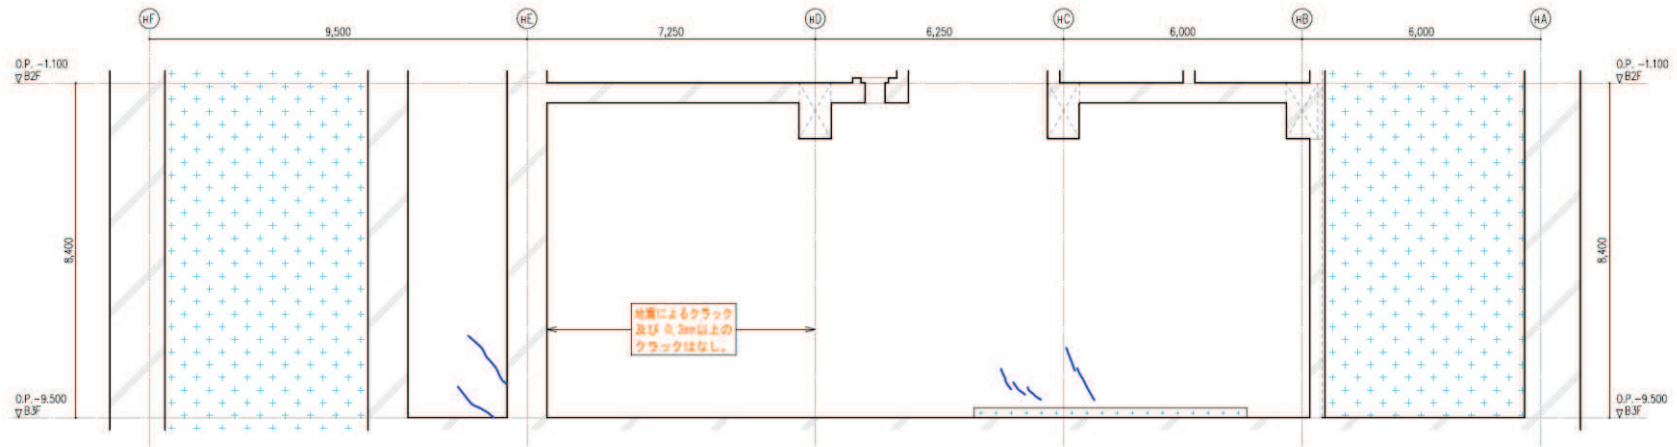 HF HE HD HC HB HA
9,500 7,250 6,250 6,000 6,000
O.P. -1.100
▽B2F
O.P. -1.100
▽B2F
8,400
8,400
地震によるクラック
及び 0.3mm以上の
クラックはなし。
O.P.-9.500
▽B3F
O.P.-9.500
▽B3F